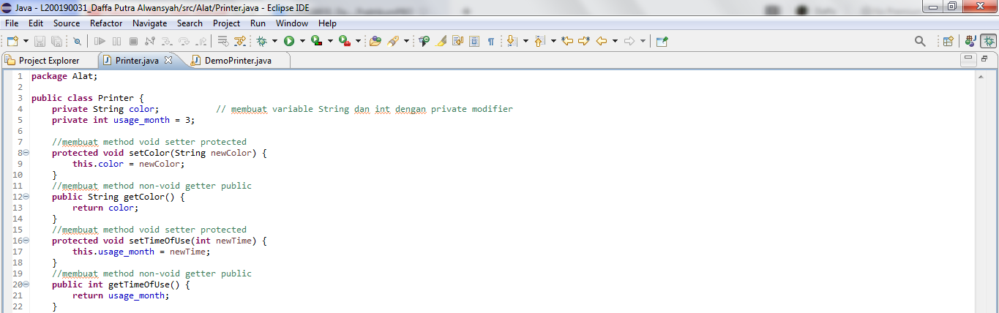 Java - L200190031_Daffa Putra Alwansyah/src/Alat/Printer.java - Eclipse IDE
File Edit Source Refactor Navigate Search Project Run Window Help
Project Explorer Printer.java DemoPrinter.java
1 package Alat;
2
3 public class Printer {
4 private String color; // membuat variable String dan int dengan private modifier
5 private int usage_month = 3;
6
7 //membuat method void setter protected
8 protected void setColor(String newColor) {
9 this.color = newColor;
10 }
11 //membuat method non-void getter public
12 public String getColor() {
13 return color;
14 }
15 //membuat method void setter protected
16 protected void setTimeOfUse(int newTime) {
17 this.usage_month = newTime;
18 }
19 //membuat method non-void getter public
20 public int getTimeOfUse() {
21 return usage_month;
22 }